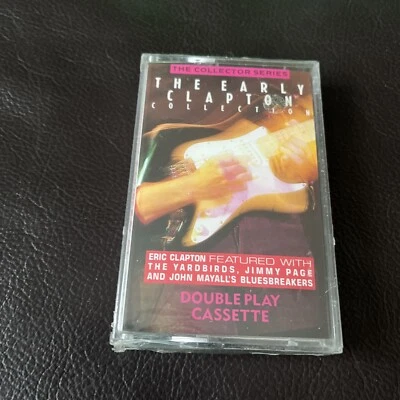 THE COLLECTOR SERIES
THE EARLY
CLAPTON
COLLECTION
ERIC CLAPTON FEATURED WITH
THE YARDBIRDS, JIMMY PAGE
AND JOHN MAYALL'S BLUESBREAKERS
DOUBLE PLAY
CASSETTE